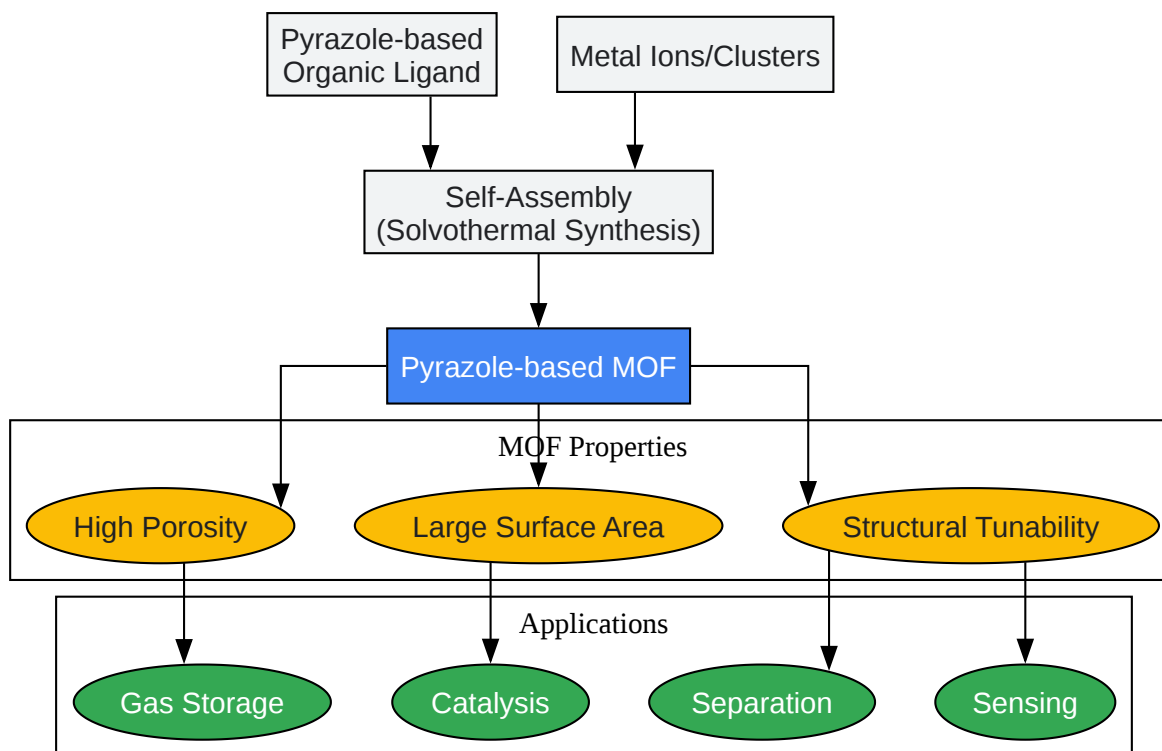 Pyrazole-based
Organic Ligand
Metal Ions/Clusters
Self-Assembly
(Solvothermal Synthesis)
Pyrazole-based MOF
MOF Properties
High Porosity
Large Surface Area
Structural Tunability
Applications
Gas Storage
Catalysis
Separation
Sensing